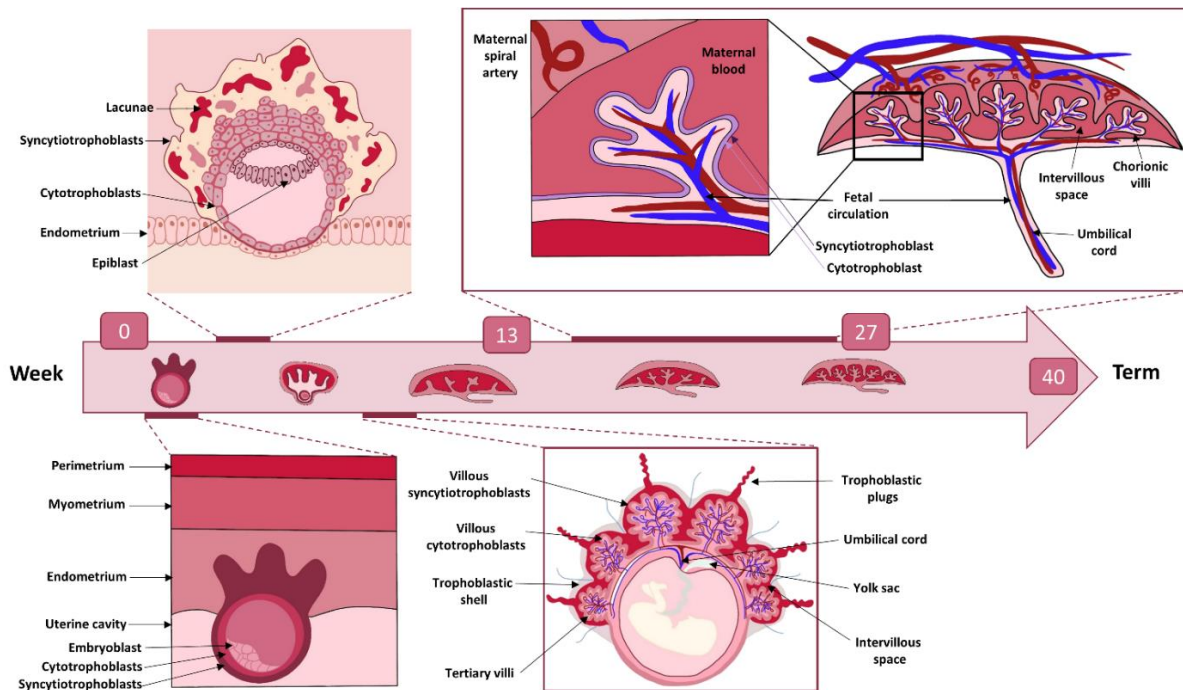 Lacunae
Syncytiotrophoblasts
Cytotrophoblasts
Endometrium
Epiblast
Maternal
spiral
artery
Maternal
blood
Fetal
circulation
Syncytiotrophoblast
Cytotrophoblast
Intervillous
space
Chorionic
villi
Umbilical
cord
Week
0
13
27
40
Term
Perimetrium
Myometrium
Endometrium
Uterine cavity
Embryoblast
Cytotrophoblasts
Syncytiotrophoblasts
Villous
syncytiotrophoblasts
Villous
cytotrophoblasts
Trophoblastic
shell
Tertiary villi
Trophoblastic
plugs
Umbilical cord
Yolk sac
Intervillous
space